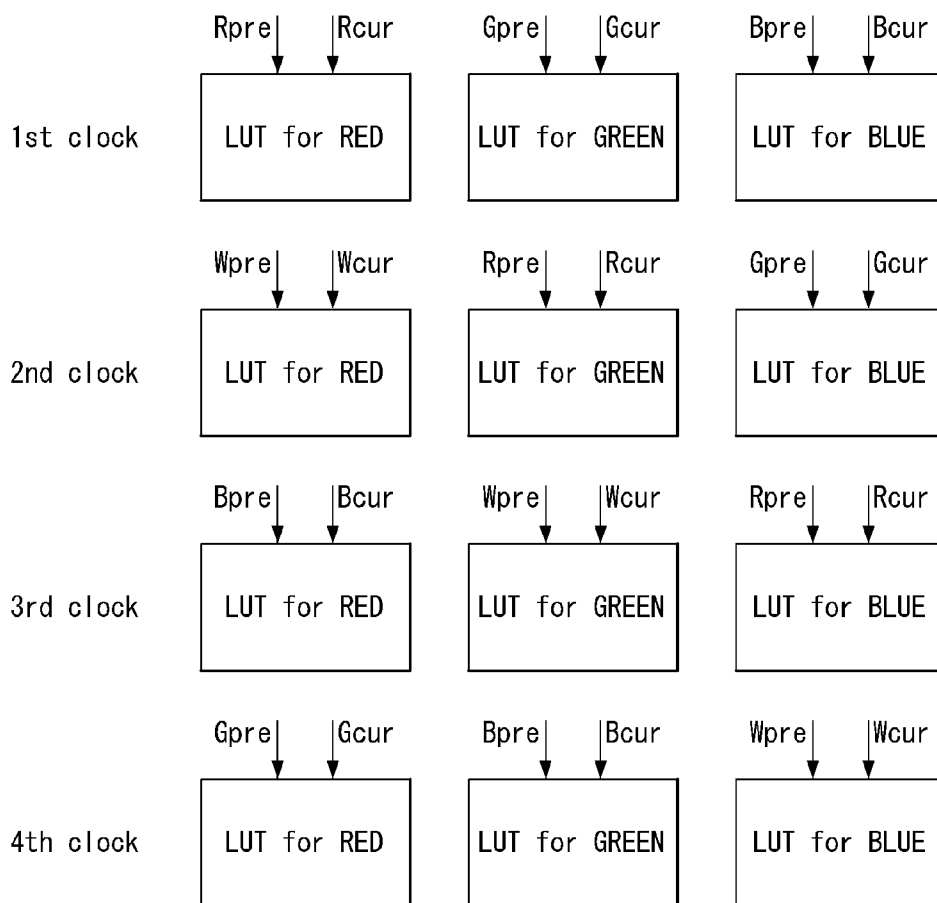 Rpre Rcur Gpre Gcur Bpre Bcur
1st clock LUT for RED LUT for GREEN LUT for BLUE
Wpre Wcur Rpre Rcur Gpre Gcur
2nd clock LUT for RED LUT for GREEN LUT for BLUE
Bpre Bcur Wpre Wcur Rpre Rcur
3rd clock LUT for RED LUT for GREEN LUT for BLUE
Gpre Gcur Bpre Bcur Wpre Wcur
4th clock LUT for RED LUT for GREEN LUT for BLUE